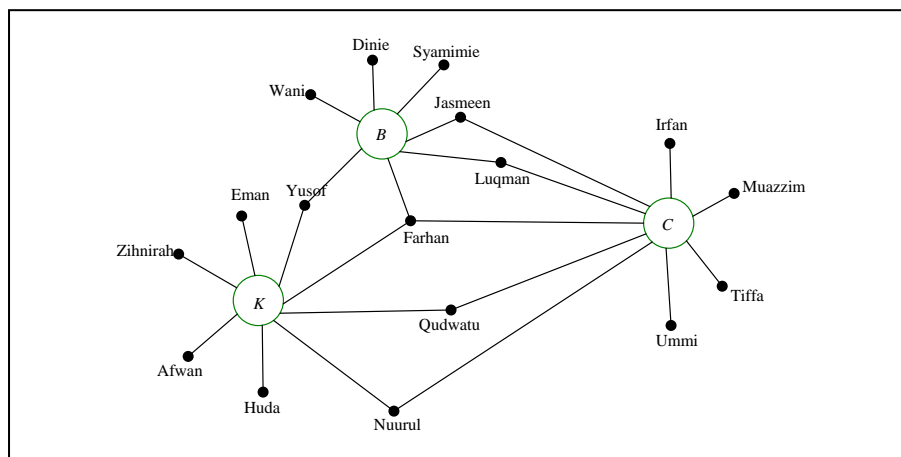 Dinie
Syamimie
Wani
Jasmeen
B
Irfan
Luqman
Muazzim
Eman
Yusof
C
Farhan
Zihnirah
K
Tiffa
Qudwatu
Ummi
Afwan
Huda
Nuurul